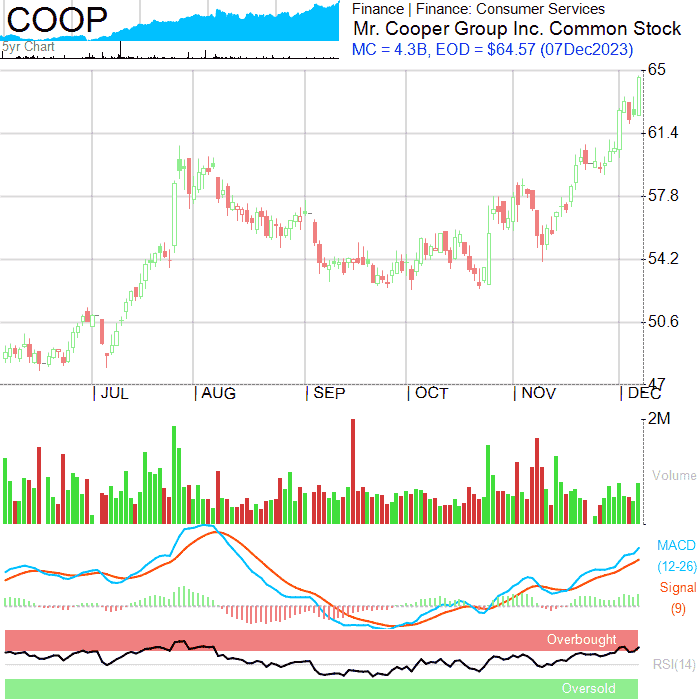 COOP
5yr Chart
Finance | Finance: Consumer Services
Mr. Cooper Group Inc. Common Stock
MC = 4.3B, EOD = $64.57 (07Dec2023)
65
61.4
57.8
54.2
50.6
47
| JUL | AUG | SEP | OCT | NOV | DEC
2M
Volume
MACD
(12-26)
Signal
(9)
Overbought
RSI(14)
Oversold